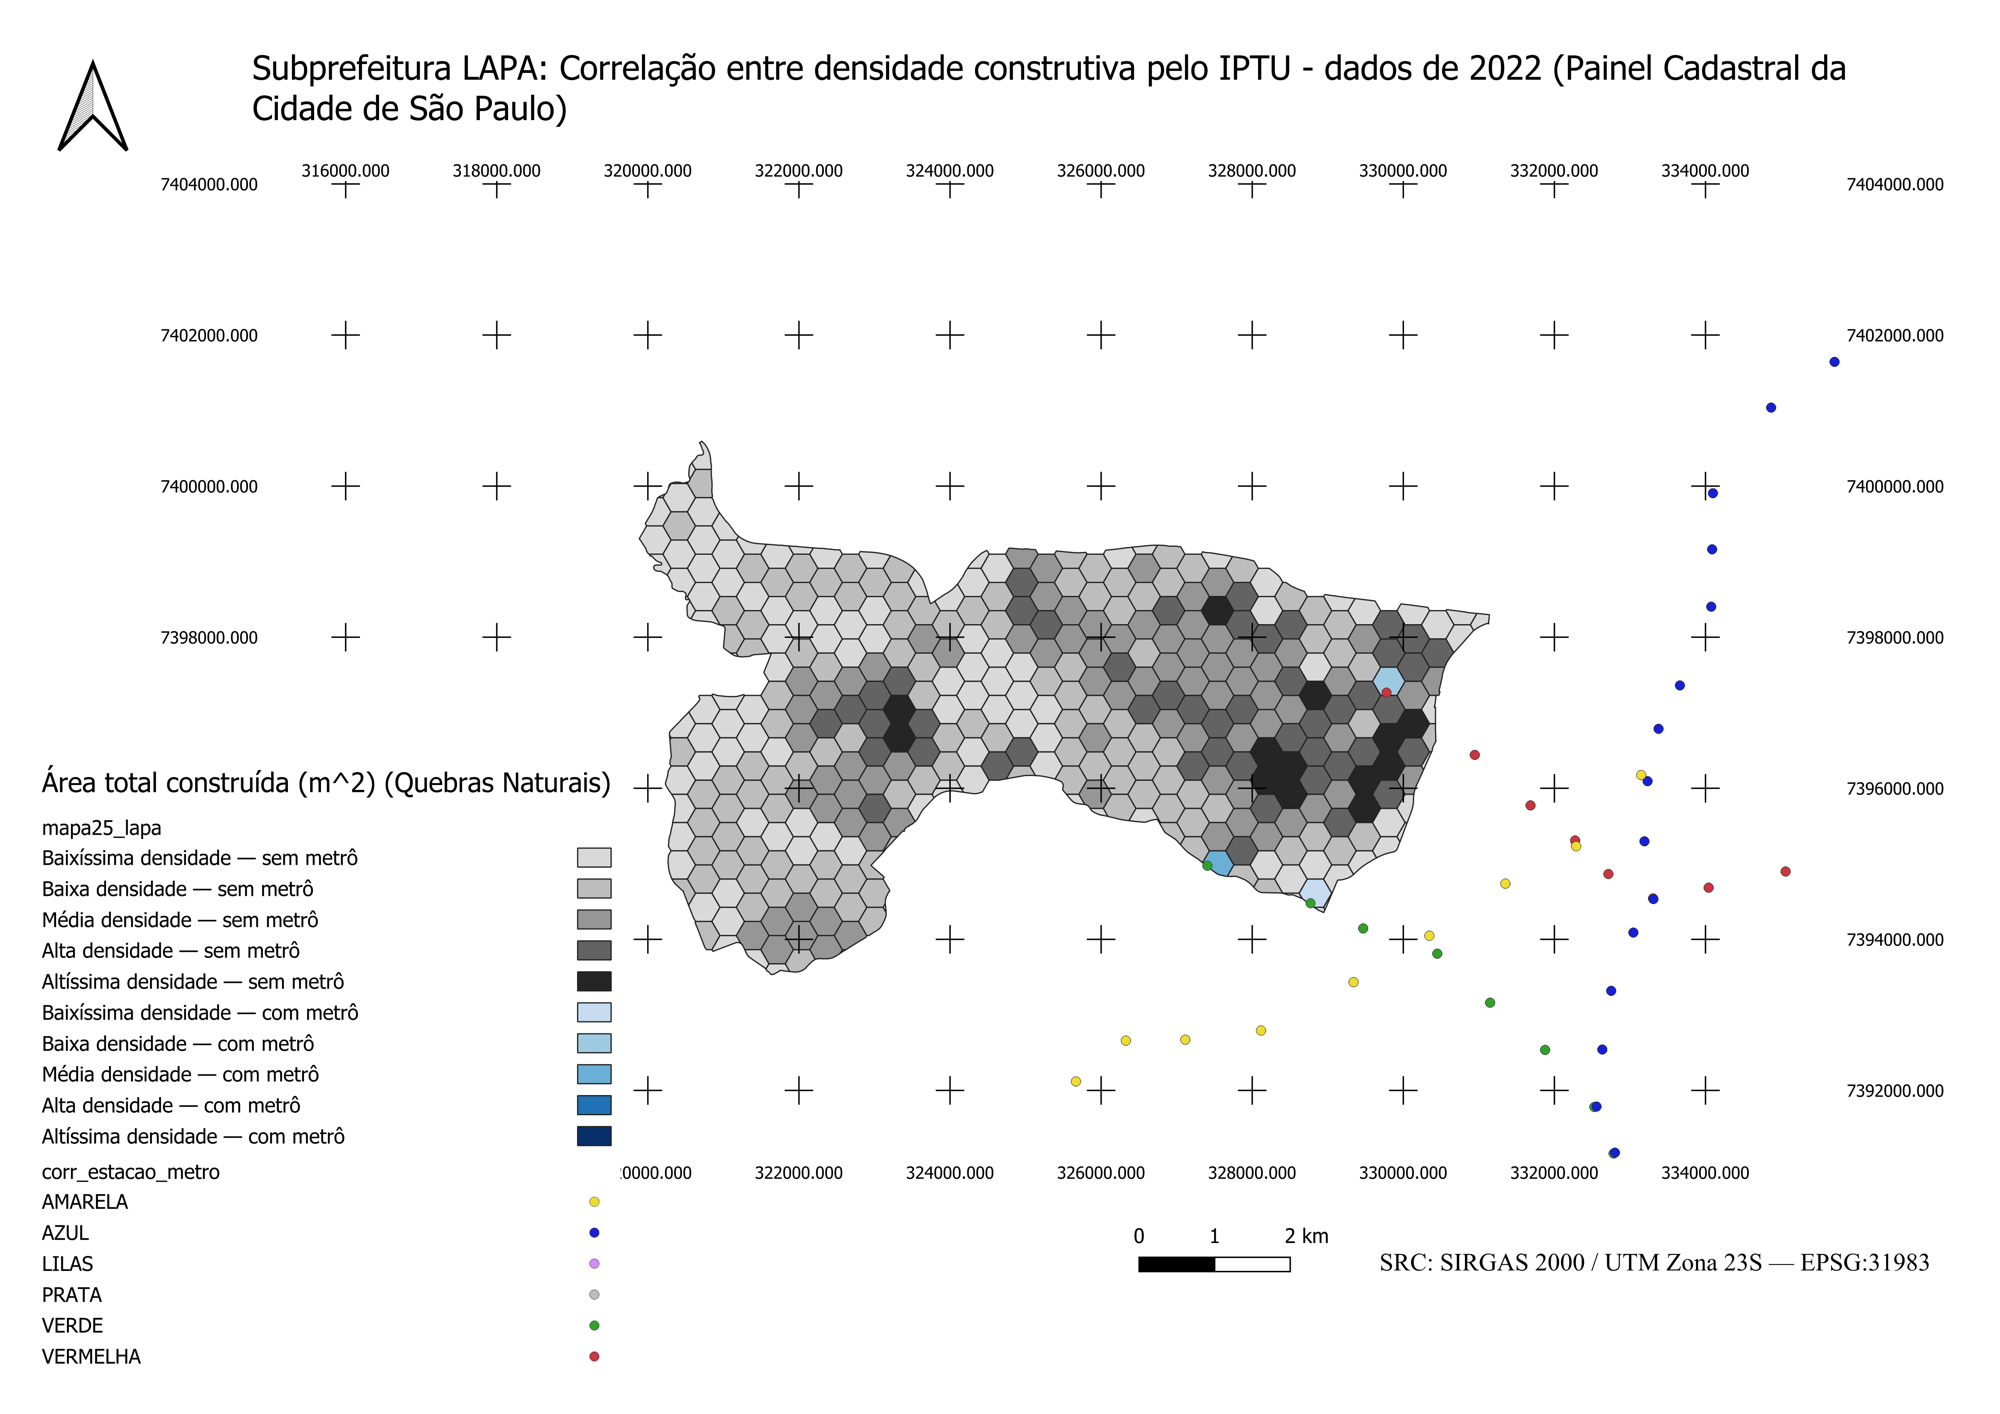 Subprefeitura LAPA: Correlação entre densidade construtiva pelo IPTU - dados de 2022 (Painel Cadastral da
Cidade de São Paulo)
316000.000 318000.000 320000.000 322000.000 324000.000 326000.000 328000.000 330000.000 332000.000 334000.000
7404000.000 7404000.000
7402000.000 7402000.000
7400000.000 7400000.000
7398000.000 7398000.000
7396000.000
7394000.000
7392000.000
Área total construída (m^2) (Quebras Naturais)
mapa25_lapa
Baixíssima densidade — sem metrô
Baixa densidade — sem metrô
Média densidade — sem metrô
Alta densidade — sem metrô
Altíssima densidade — sem metrô
Baixíssima densidade — com metrô
Baixa densidade — com metrô
Média densidade — com metrô
Alta densidade — com metrô
Altíssima densidade — com metrô
corr_estacao_metro
AMARELA
AZUL
LILAS
PRATA
VERDE
VERMELHA
20000.000 322000.000 324000.000 326000.000 328000.000 330000.000 332000.000 334000.000
0 1 2 km
SRC: SIRGAS 2000 / UTM Zona 23S — EPSG:31983